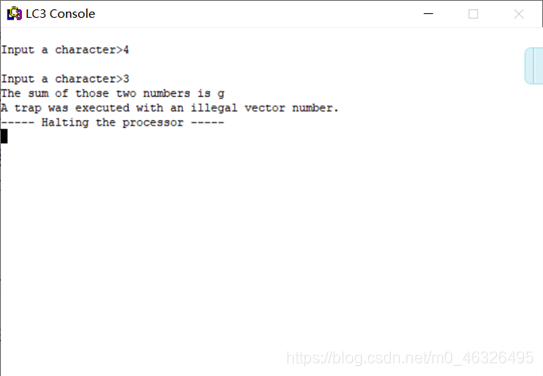 LC3 Console
Input a character>4
Input a character>3
The sum of those two numbers is g
A trap was executed with an illegal vector number.
----- Halting the processor -----
https://blog.csdn.net/m0_46326495